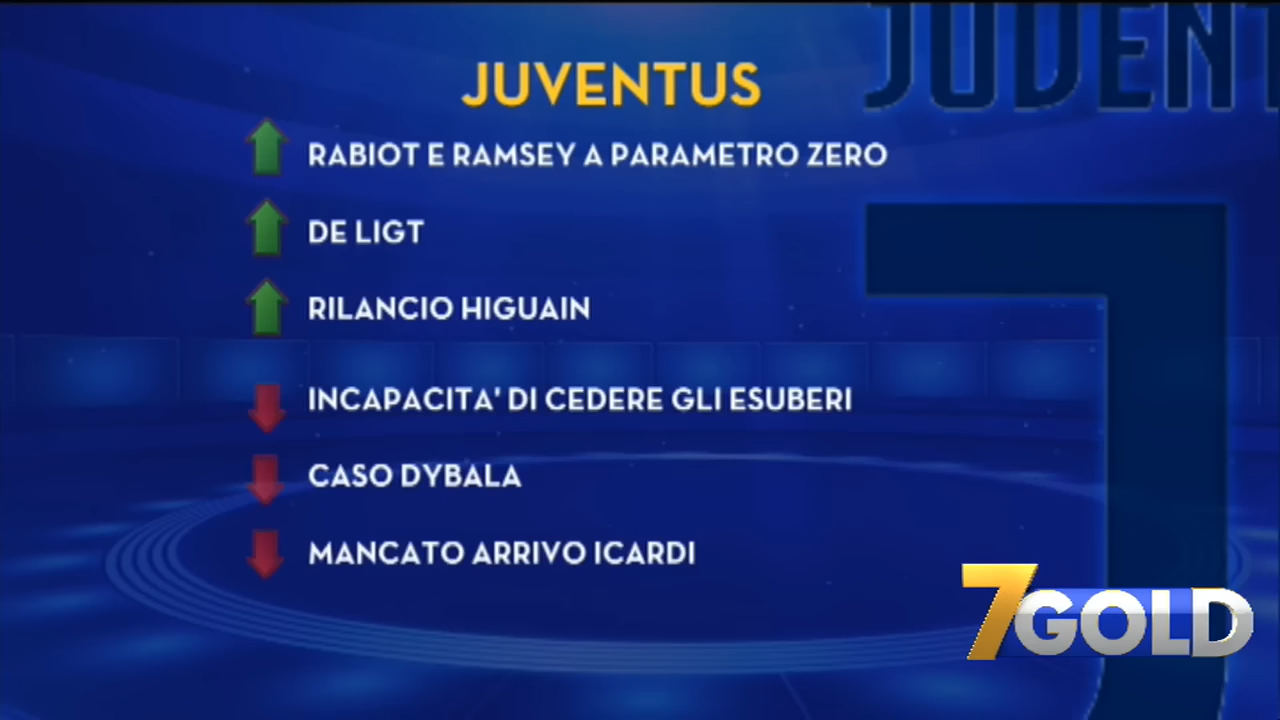 JUVENT
JUVENTUS
RABIOT E RAMSEY A PARAMETRO ZERO
DE LIGT
RILANCIO HIGUAIN
INCAPACITA' DI CEDERE GLI ESUBERI
CASO DYBALA
MANCATO ARRIVO ICARDI
7GOLD